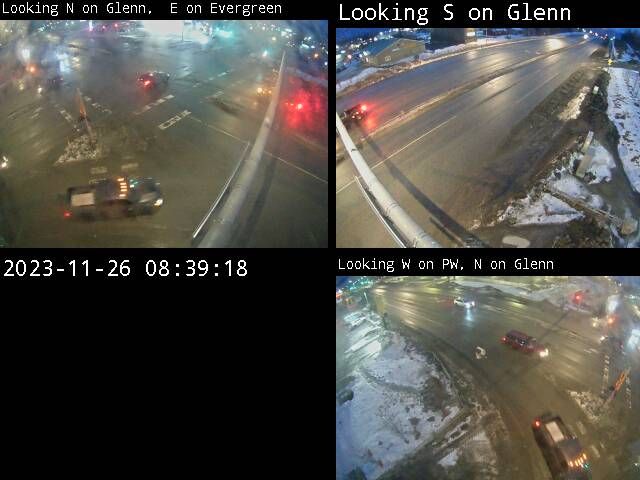 Looking N on Glenn,  E on Evergreen
Looking S on Glenn
2023-11-26 08:39:18
Looking W on PW, N on Glenn